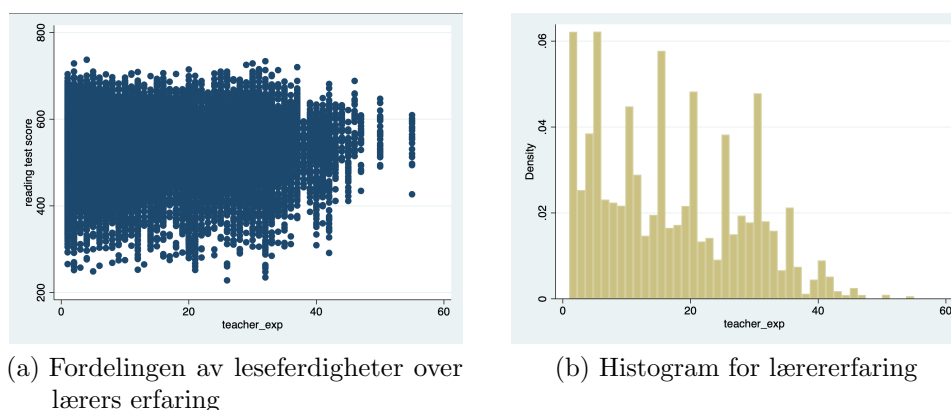 800
600
400
200
reading test score
0
20
40
60
teacher_exp
.06
.04
.02
0
Density
0
20
40
60
teacher_exp
(a) Fordelingen av leseferdigheter over
lærers erfaring
(b) Histogram for lærererfaring